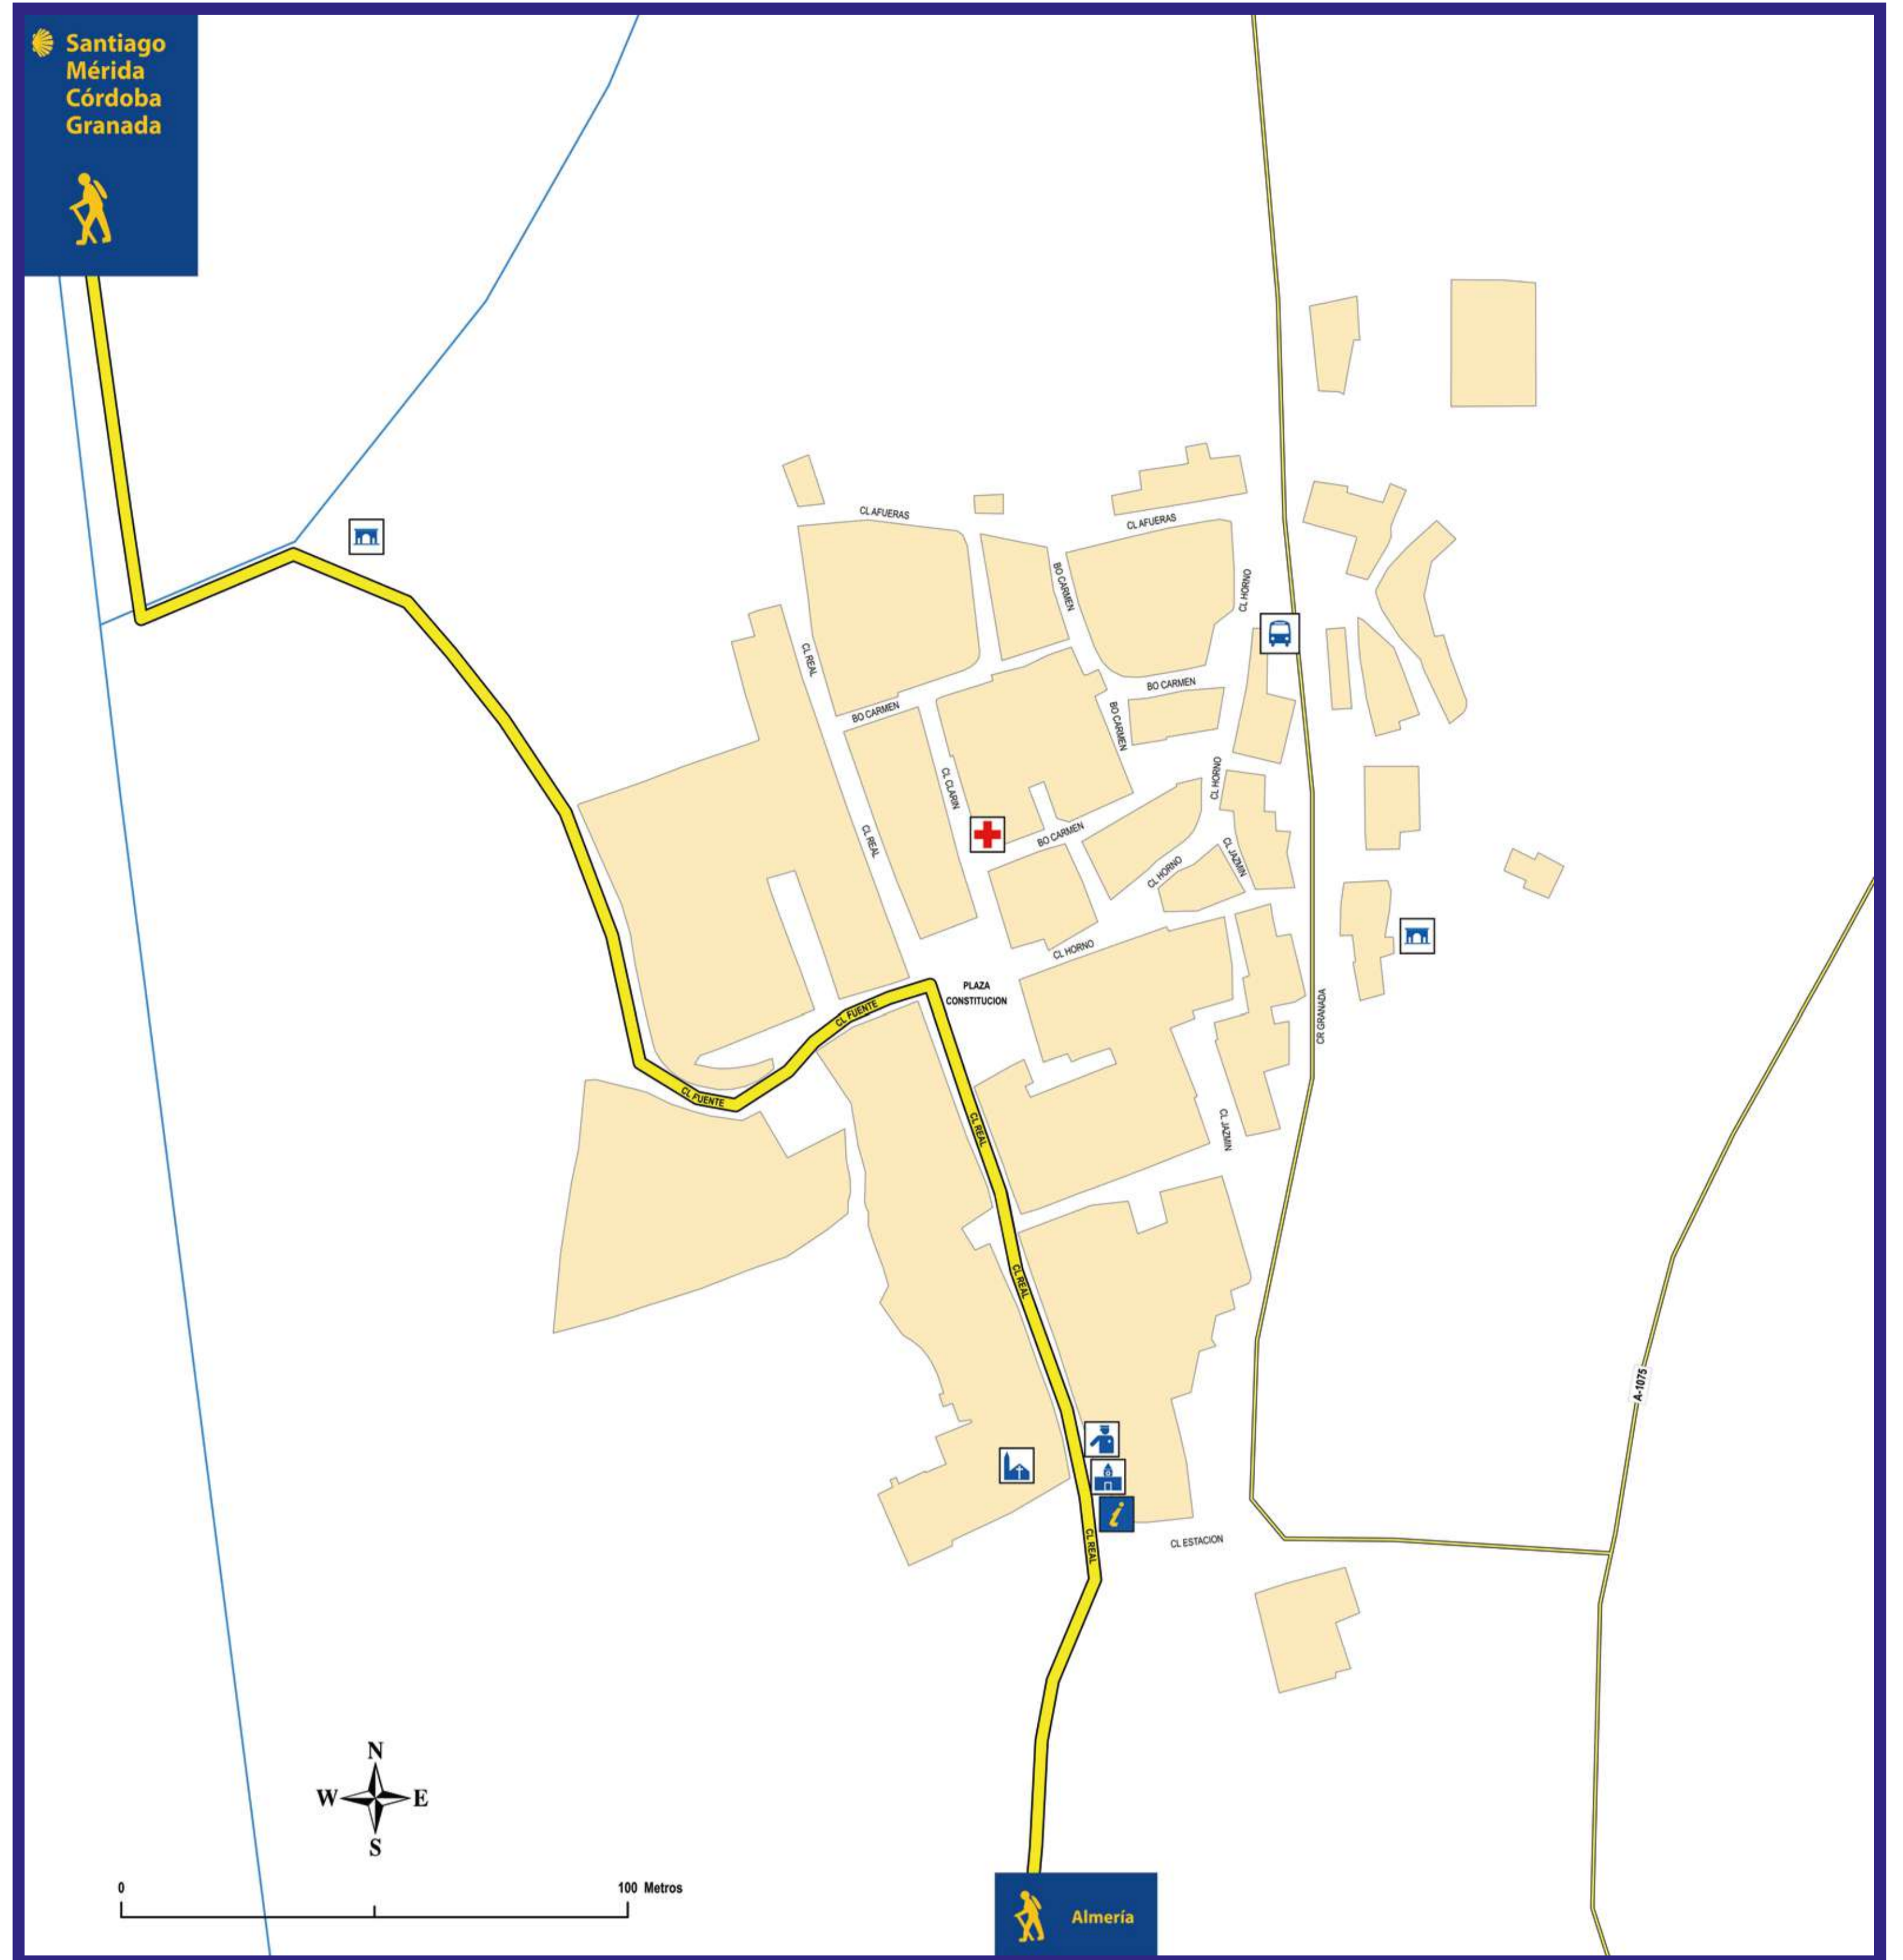 Santiago
Mérida
Córdoba
Granada
CL AFUERAS
CL AFUERAS
BO CARMEN
CL HORNO
CL REAL
BO CARMEN
BO CARMEN
BO CARMEN
CL CLARIN
CL HORNO
CL REAL
BO CARMEN
CL HORNO
CL JAZMIN
CL HORNO
PLAZA
CONSTITUCION
CL FUENTE
CR GRANADA
CL FUENTE
CL REAL
CL JAZMIN
CL REAL
A-1075
i
CL REAL
CL ESTACION
N
W E
S
0 100 Metros
Almería